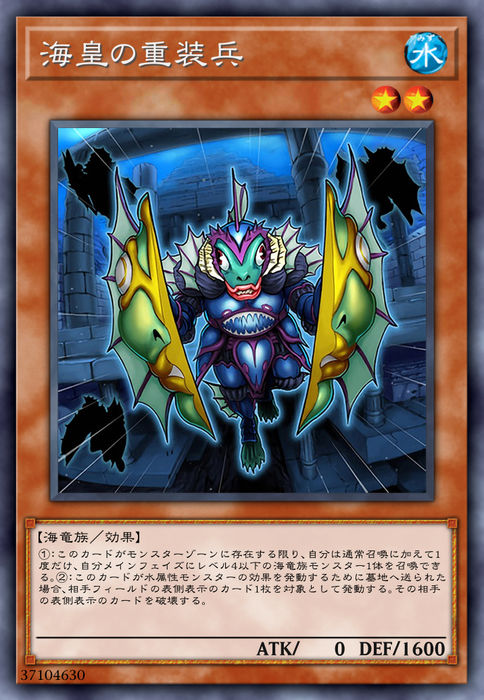 海皇の重装兵
みず
水
【海竜族／効果】
①：このカードがモンスターゾーンに存在する限り、自分は通常召喚に加えて1
度だけ、自分メインフェイズにレベル4以下の海竜族モンスター1体を召喚でき
る。②：このカードが水属性モンスターの効果を発動するために墓地へ送られた
場合、相手フィールドの表側表示のカード1枚を対象として発動する。その相手
の表側表示のカードを破壊する。
ATK/ 0 DEF/1600
37104630